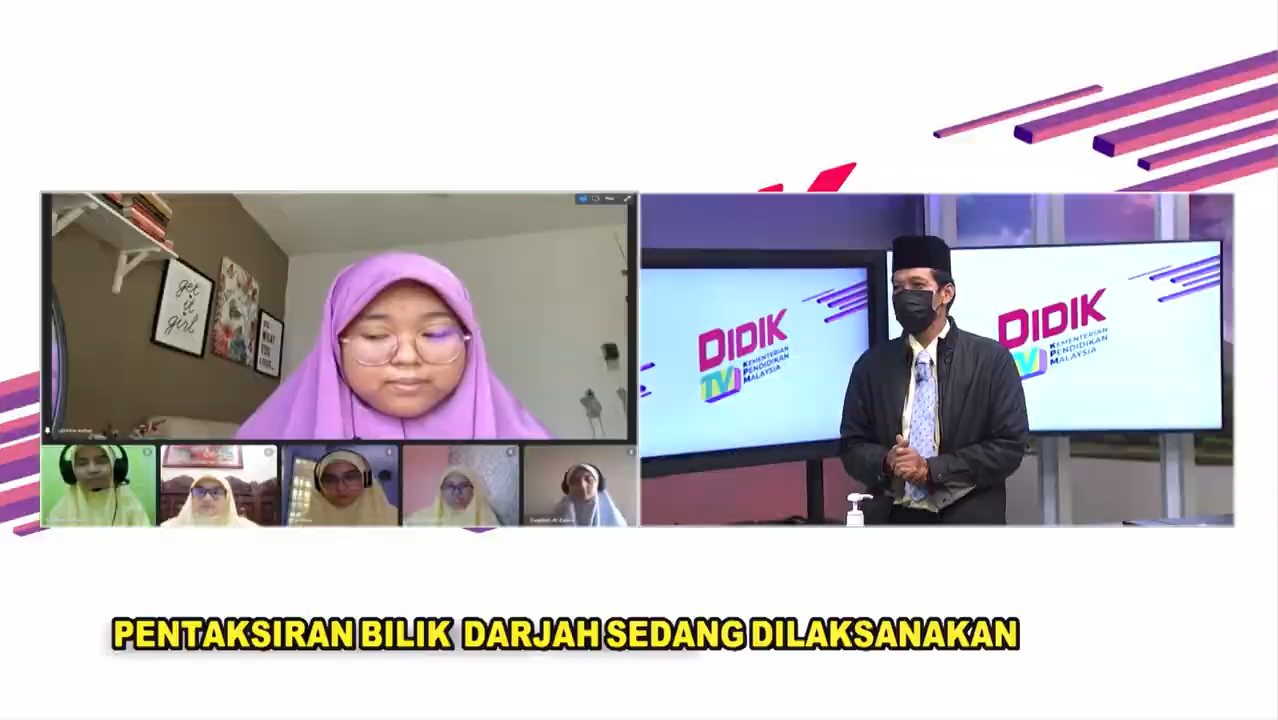 get
it
girl
DIDIK
TV
KEMENTERIAN
PENDIDIKAN
MALAYSIA
DIDIK
TV
KEMENTERIAN
PENDIDIKAN
MALAYSIA
PENTAKSIRAN BILIK DARJAH SEDANG DILAKSANAKAN